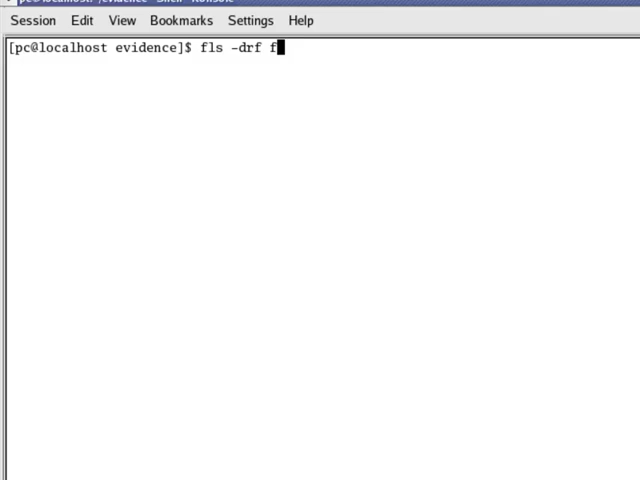 Session Edit View Bookmarks Settings Help
[pc@localhost evidence]$ fls -drf f